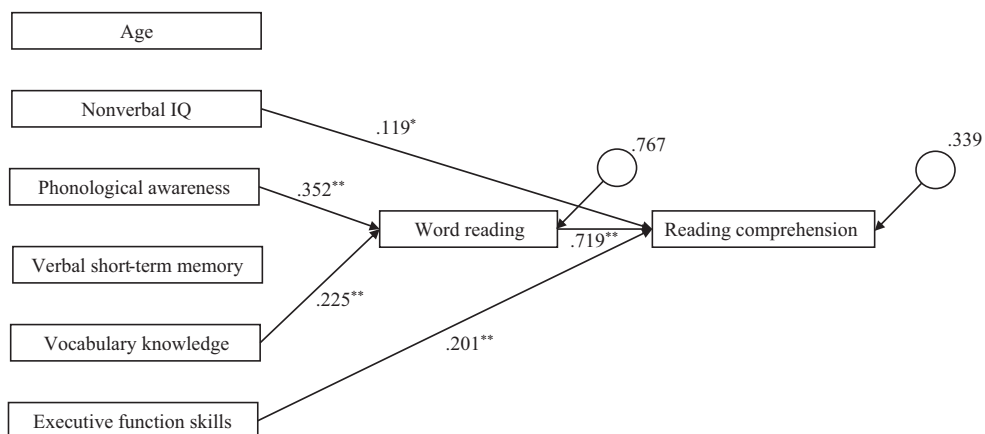 Age
Nonverbal IQ
.119*
.767
.339
Phonological awareness
.352**
Word reading
.719**
Reading comprehension
Verbal short-term memory
.225**
Vocabulary knowledge
.201**
Executive function skills